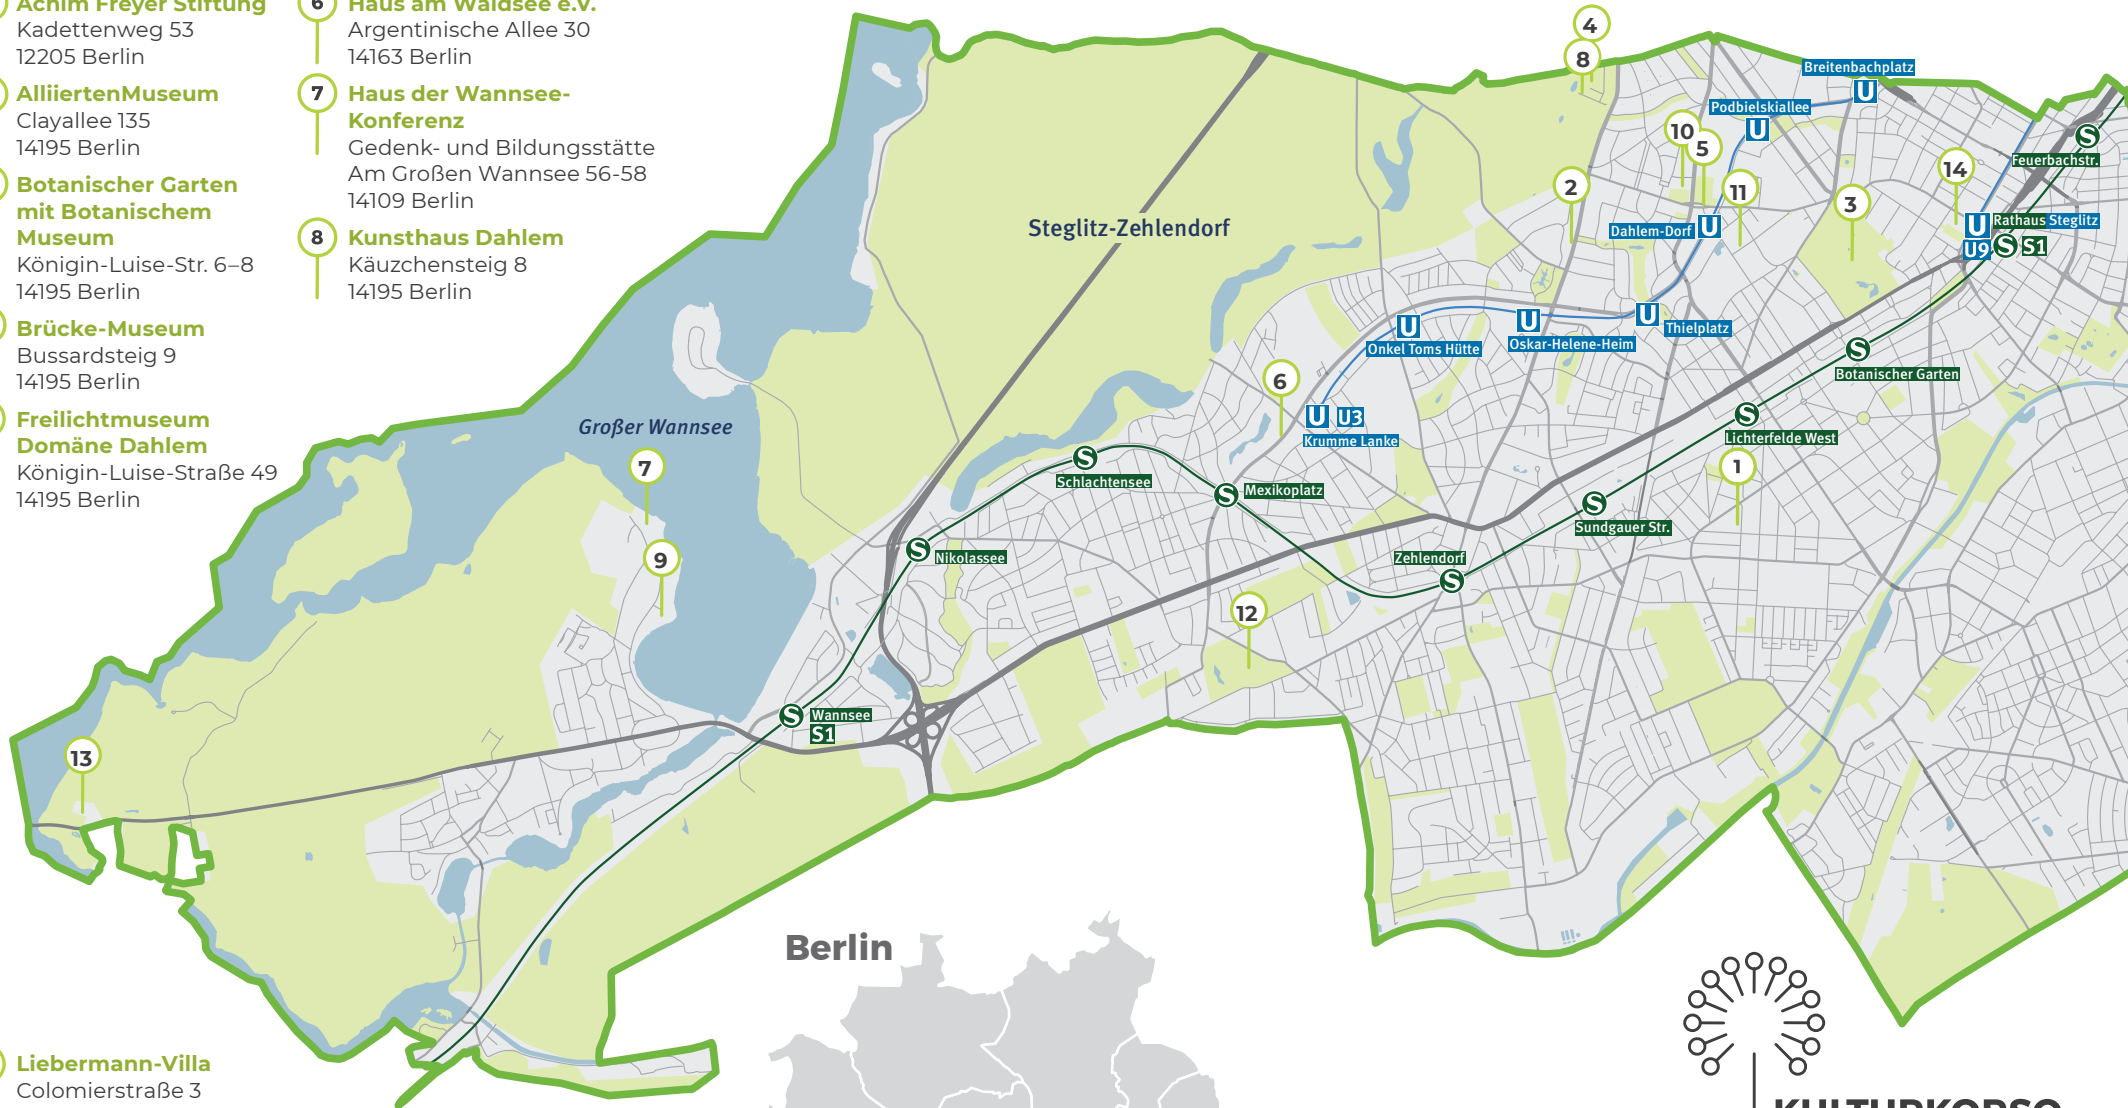 Achim Freyer Stiftung
Kadettenweg 53
12205 Berlin
AlliiertenMuseum
Clayallee 135
14195 Berlin
Botanischer Garten
mit Botanischem
Museum
Königin-Luise-Str. 6–8
14195 Berlin
Brücke-Museum
Bussardsteig 9
14195 Berlin
Freilichtmuseum
Domäne Dahlem
Königin-Luise-Straße 49
14195 Berlin
Liebermann-Villa
Colomierstraße 3
6
Haus am Waldsee e.V.
Argentinische Allee 30
14163 Berlin
7
Haus der Wannsee-
Konferenz
Gedenk- und Bildungsstätte
Am Großen Wannsee 56-58
14109 Berlin
8
Kunsthaus Dahlem
Käuzchensteig 8
14195 Berlin
4
8
Breitenbachplatz
U
Podbielskiallee
U
10
5
Feuerbachstr.
S
14
2
11
3
Steglitz-Zehlendorf
Dahlem-Dorf
U
U
Rathaus Steglitz
U9
S
S1
U
Onkel Toms Hütte
U
Oskar-Helene-Heim
U
Thielplatz
S
Botanischer Garten
6
U
U3
Krumme Lanke
S
Lichterfelde West
Großer Wannsee
7
S
Schlachtensee
S
Mexikoplatz
1
S
Sundgauer Str.
9
S
Nikolassee
Zehlendorf
S
12
S
Wannsee
S1
13
Berlin
KULTURKORSO